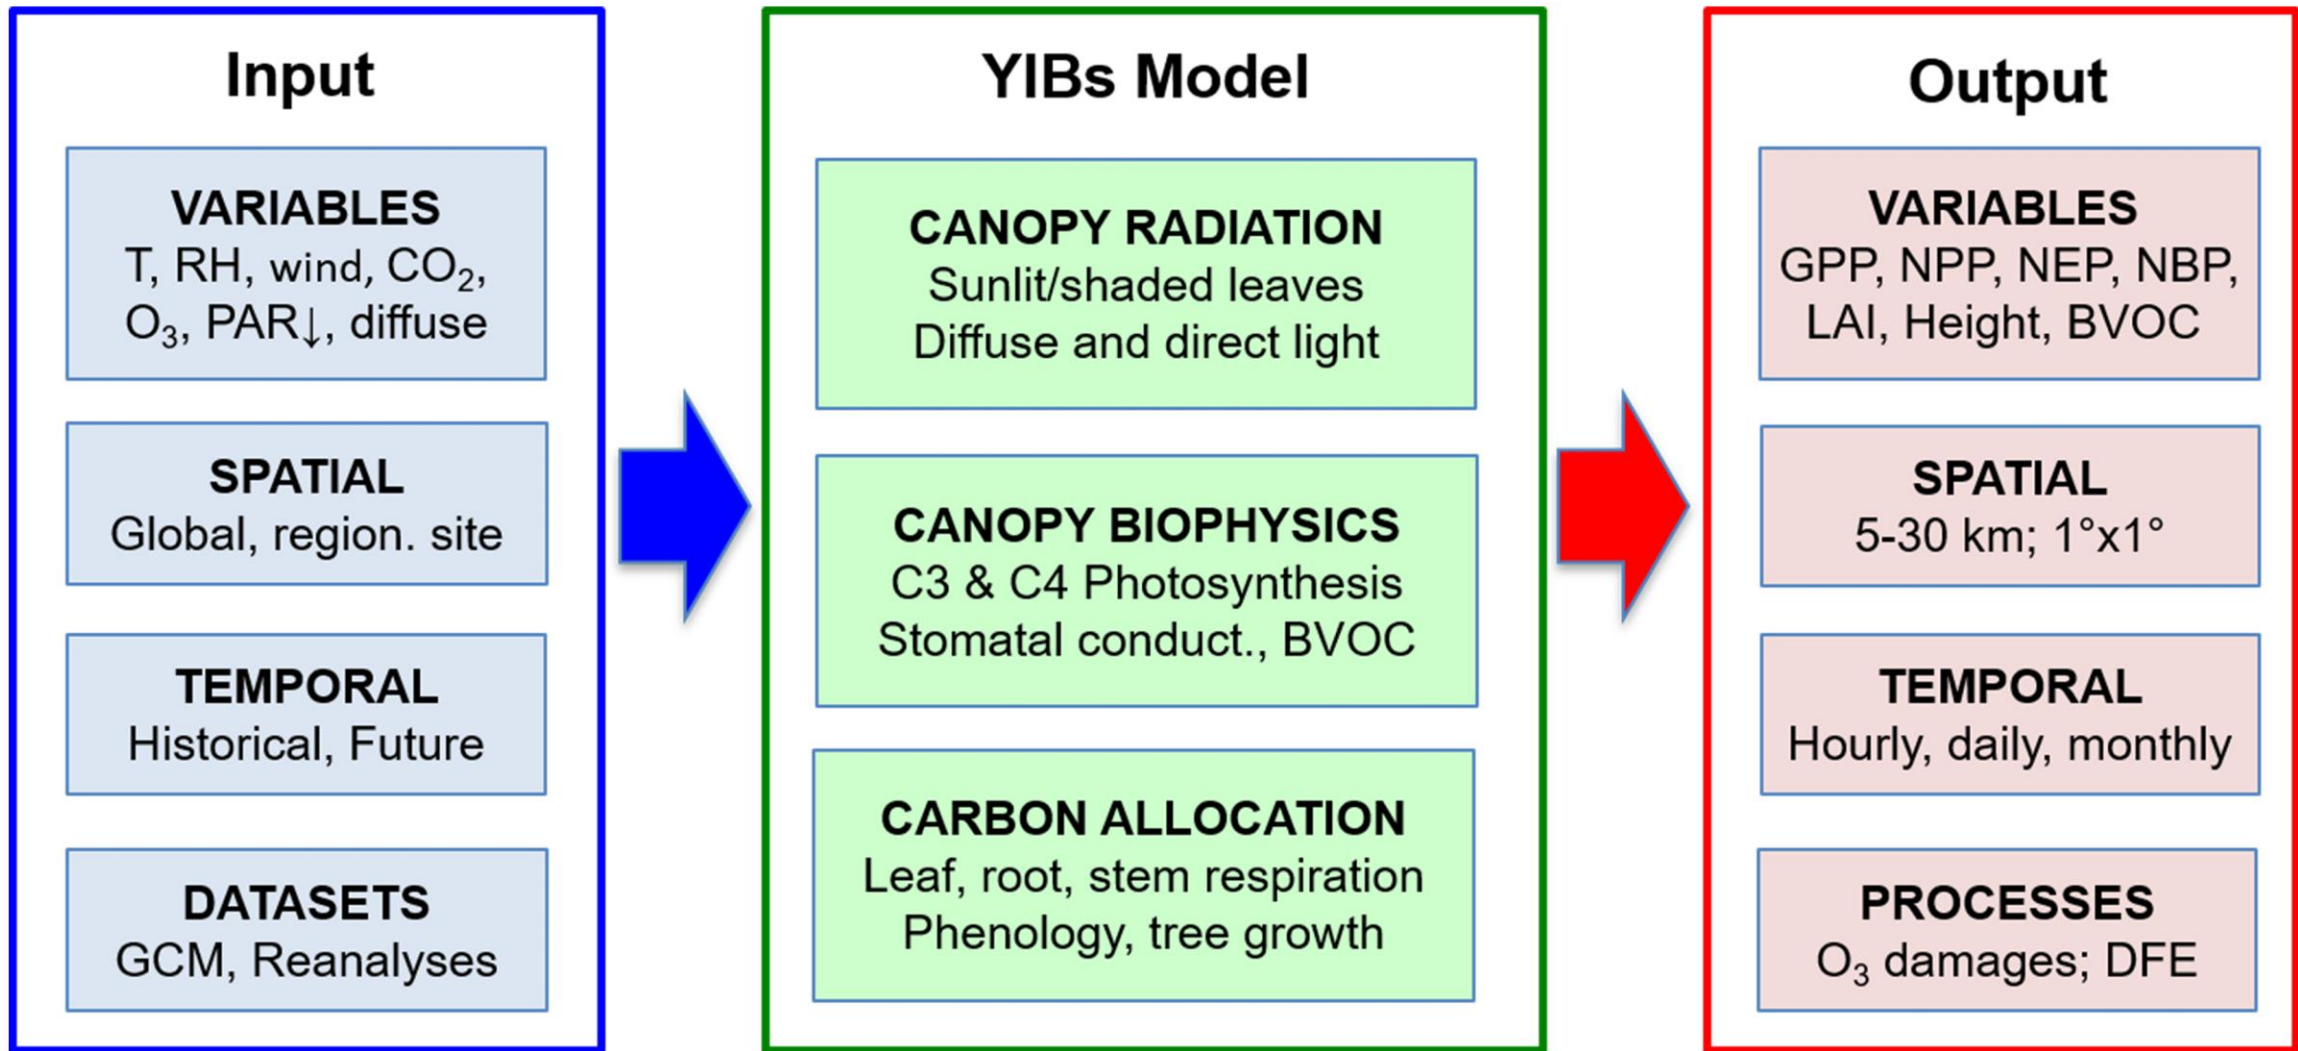 Input
VARIABLES
T, RH, wind, CO₂,
O₃, PAR↓, diffuse
SPATIAL
Global, region. site
TEMPORAL
Historical, Future
DATASETS
GCM, Reanalyses
YIBs Model
CANOPY RADIATION
Sunlit/shaded leaves
Diffuse and direct light
CANOPY BIOPHYSICS
C3 & C4 Photosynthesis
Stomatal conduct., BVOC
CARBON ALLOCATION
Leaf, root, stem respiration
Phenology, tree growth
Output
VARIABLES
GPP, NPP, NEP, NBP,
LAI, Height, BVOC
SPATIAL
5-30 km; 1°x1°
TEMPORAL
Hourly, daily, monthly
PROCESSES
O₃ damages; DFE